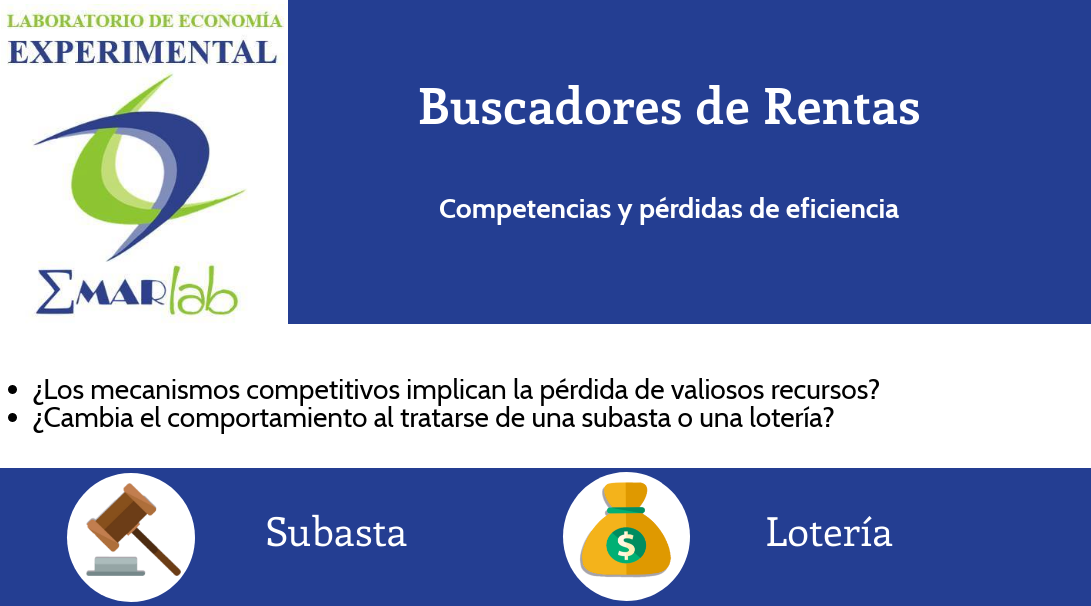 LABORATORIO DE ECONOMÍA
EXPERIMENTAL
ΣMARlab
Buscadores de Rentas
Competencias y pérdidas de eficiencia
• ¿Los mecanismos competitivos implican la pérdida de valiosos recursos?
• ¿Cambia el comportamiento al tratarse de una subasta o una lotería?
Subasta
$
Lotería